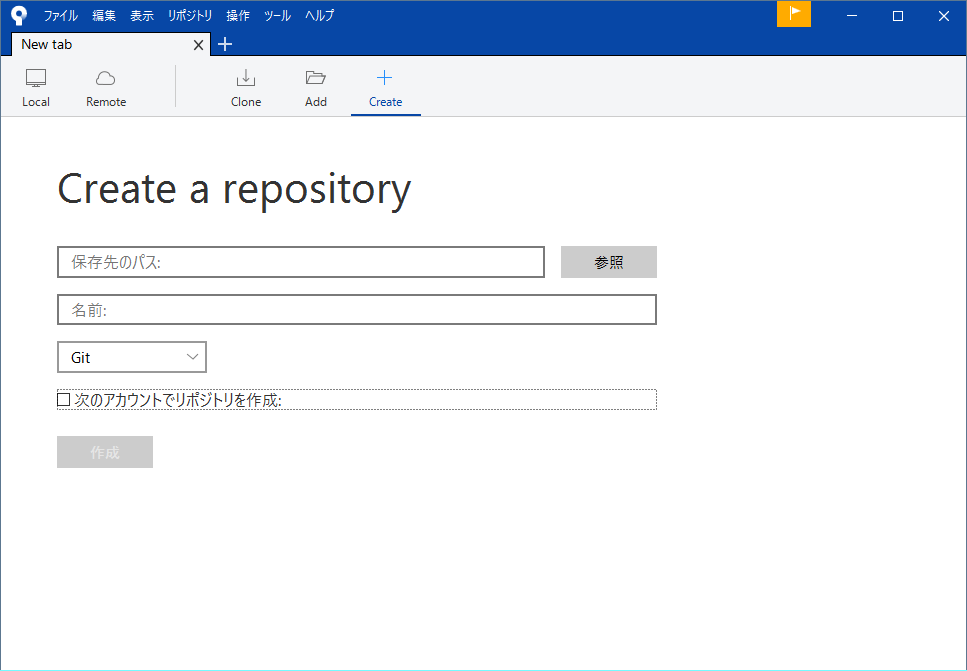 ファイル 編集 表示 リポジトリ 操作 ツール ヘルプ
New tab
Local Remote Clone Add Create
Create a repository
保存先のパス: 参照
名前:
Git
次のアカウントでリポジトリを作成:
作成